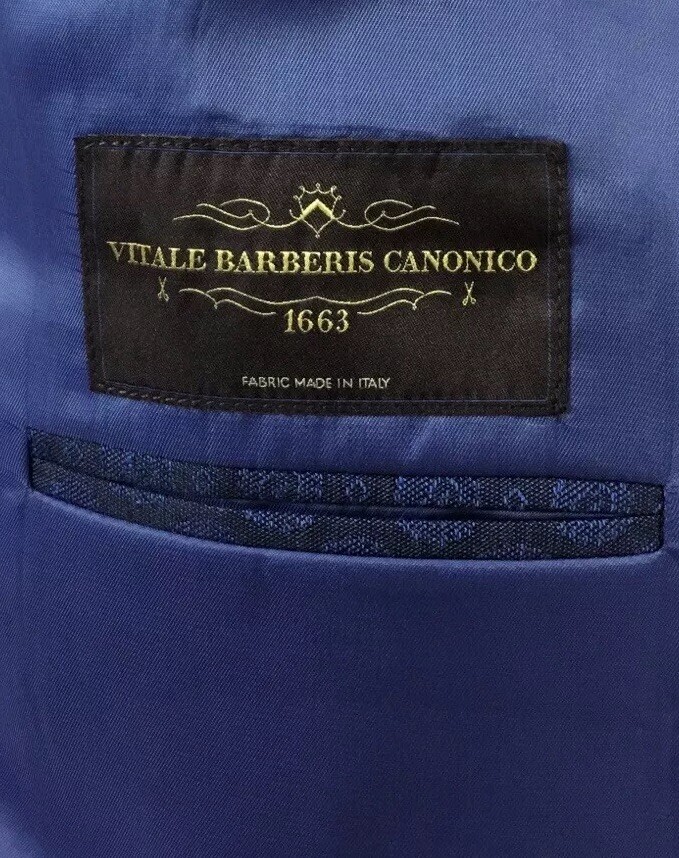 VITALE BARBERIS CANONICO
1663
FABRIC MADE IN ITALY